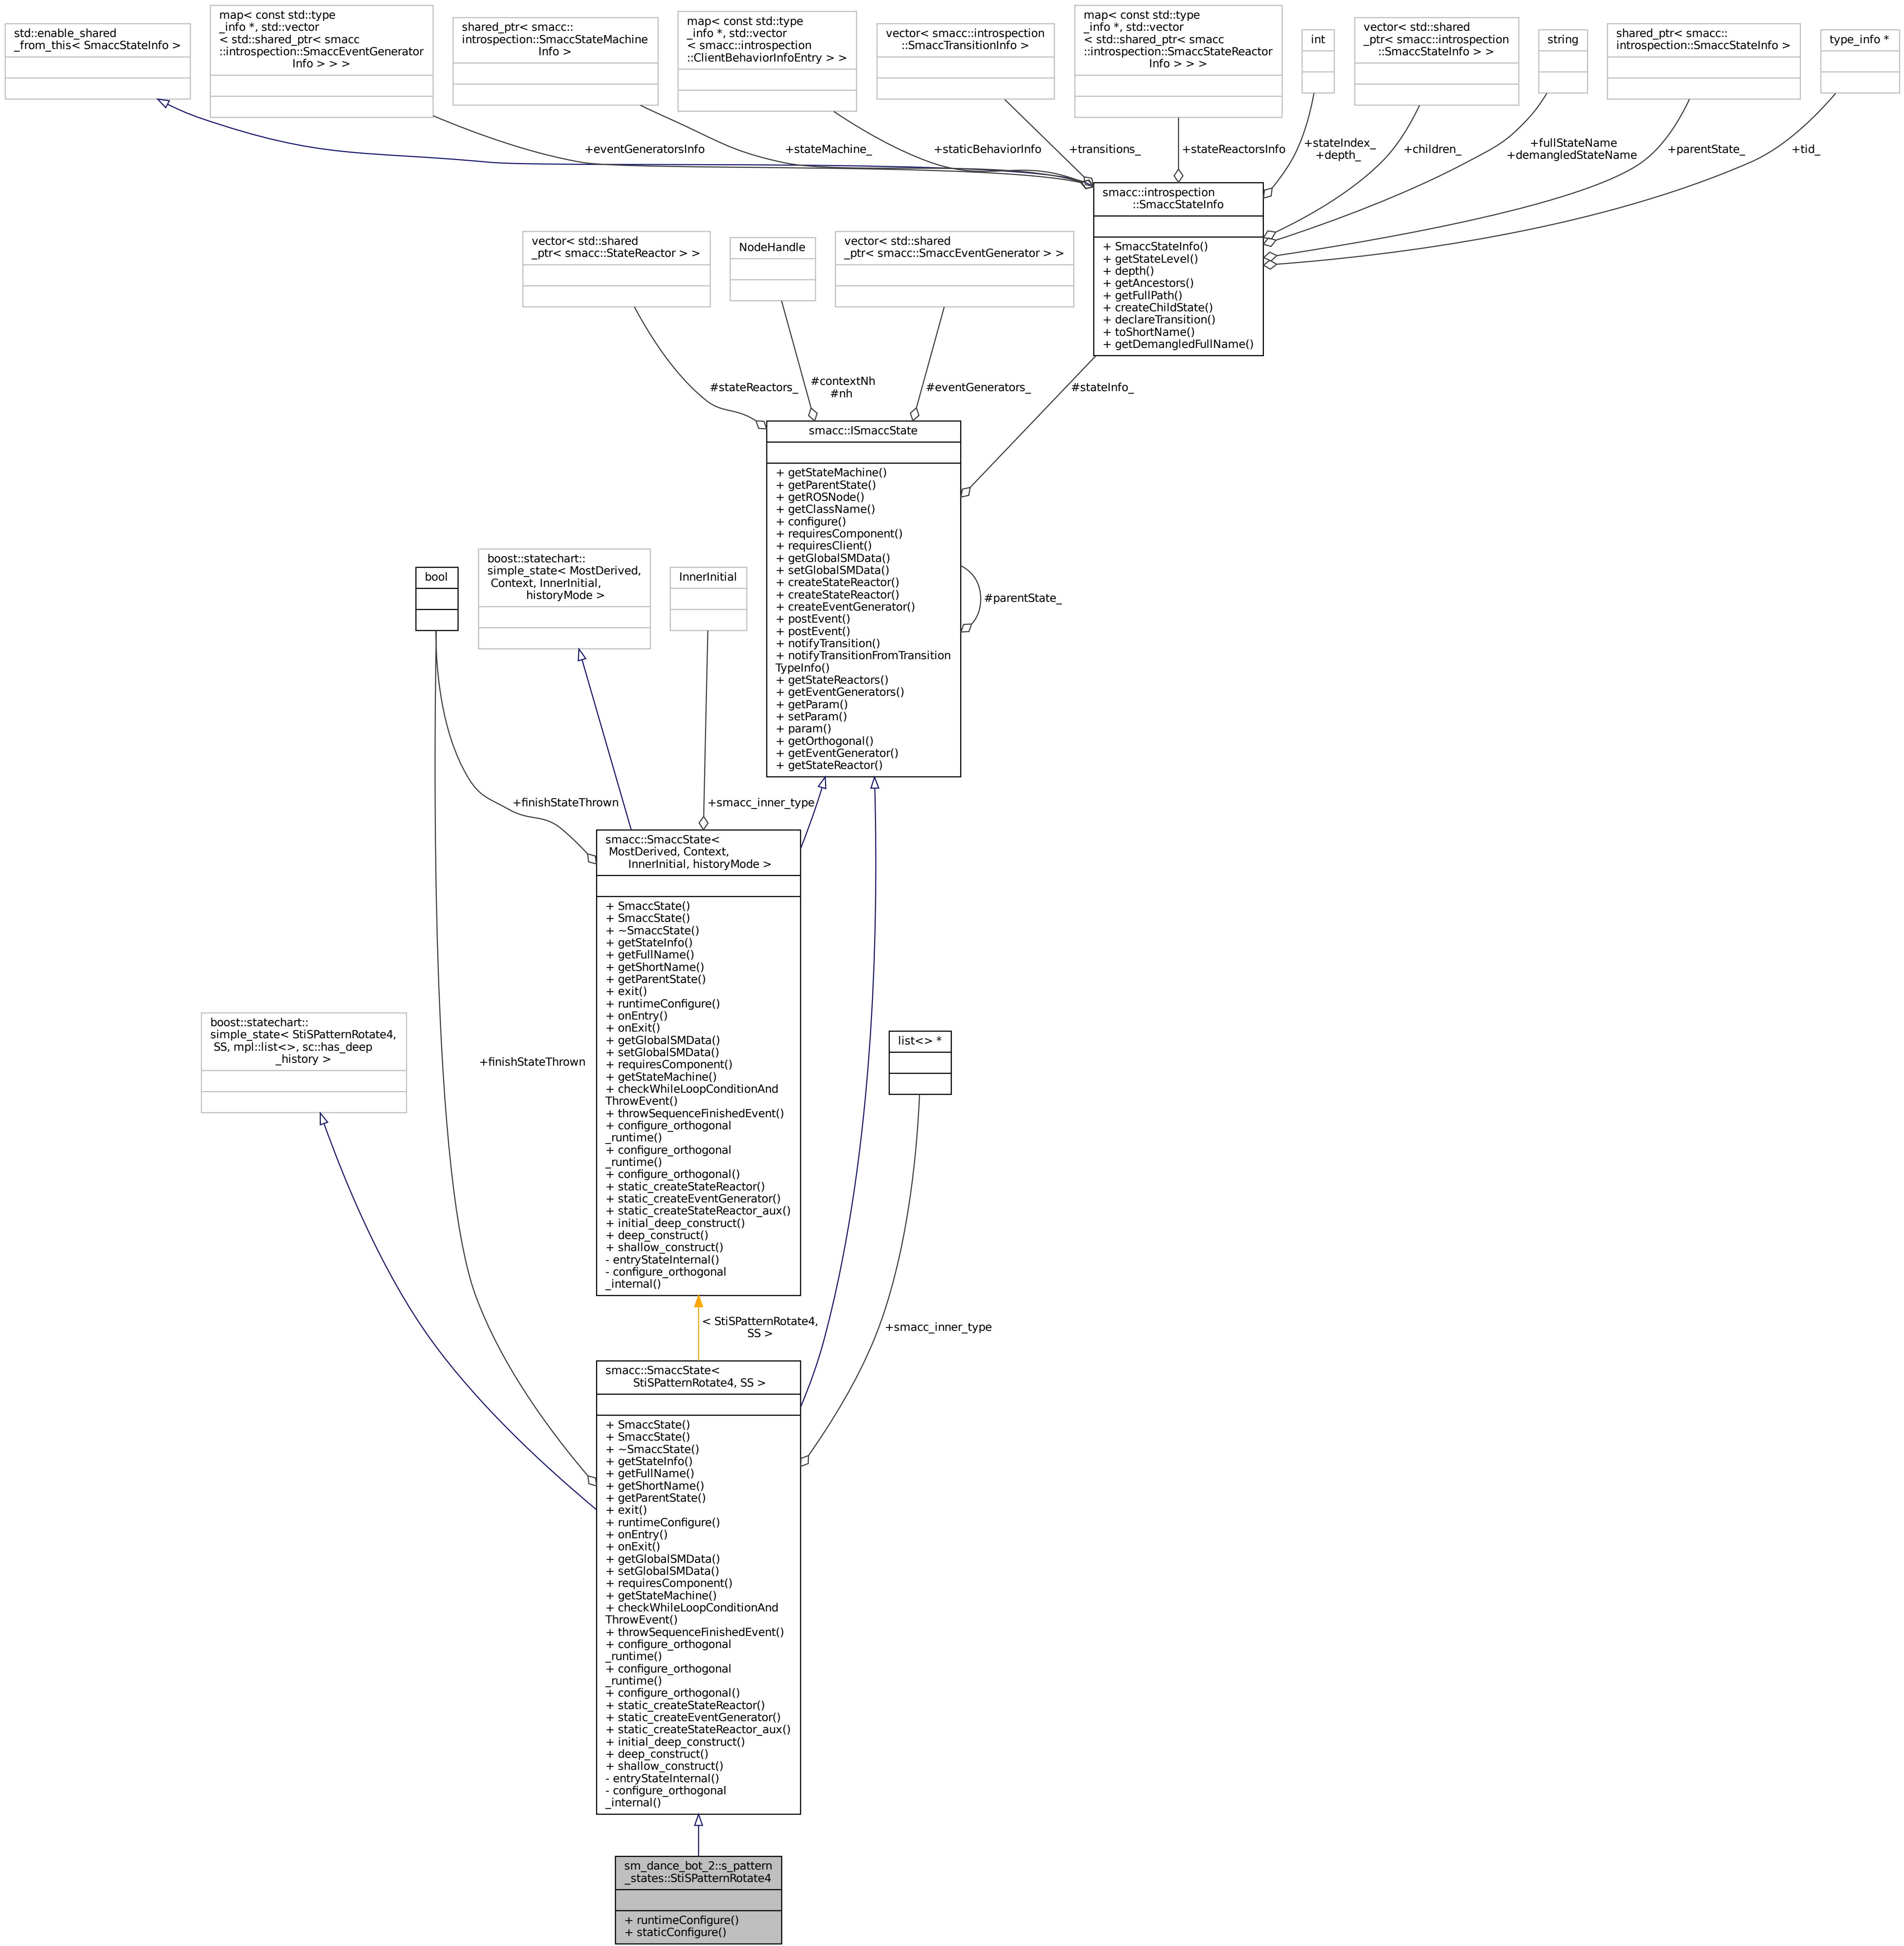 std::enable_shared
_from_this< SmaccStateInfo >
map< const std::type
_info *, std::vector
< std::shared_ptr< smacc
::introspection::SmaccEventGenerator
Info > > >
shared_ptr< smacc::
introspection::SmaccStateMachine
Info >
map< const std::type
_info *, std::vector
< smacc::introspection
::ClientBehaviorInfoEntry > >
vector< smacc::introspection
::SmaccTransitionInfo >
map< const std::type
_info *, std::vector
< std::shared_ptr< smacc
::introspection::SmaccStateReactor
Info > > >
int
vector< std::shared
_ptr< smacc::introspection
::SmaccStateInfo > >
string
shared_ptr< smacc::
introspection::SmaccStateInfo >
type_info *
+eventGeneratorsInfo
+stateMachine_
+staticBehaviorInfo
+transitions_
+stateReactorsInfo
+stateIndex_
+depth_
+children_
+fullStateName
+demangledStateName
+parentState_
+tid_
smacc::introspection
::SmaccStateInfo
+ SmaccStateInfo()
+ getStateLevel()
+ depth()
+ getAncestors()
+ getFullPath()
+ createChildState()
+ declareTransition()
+ toShortName()
+ getDemangledFullName()
vector< std::shared
_ptr< smacc::StateReactor > >
NodeHandle
vector< std::shared
_ptr< smacc::SmaccEventGenerator > >
#stateReactors_
#contextNh
#nh
#eventGenerators_
#stateInfo_
smacc::ISmaccState
+ getStateMachine()
+ getParentState()
+ getROSNode()
+ getClassName()
+ configure()
+ requiresComponent()
+ requiresClient()
+ getGlobalSMData()
+ setGlobalSMData()
+ createStateReactor()
+ createStateReactor()
+ createEventGenerator()
+ postEvent()
+ postEvent()
+ notifyTransition()
+ notifyTransitionFromTransition
TypeInfo()
+ getStateReactors()
+ getEventGenerators()
+ getParam()
+ setParam()
+ param()
+ getOrthogonal()
+ getEventGenerator()
+ getStateReactor()
#parentState_
bool
boost::statechart::
simple_state< MostDerived,
Context, InnerInitial,
historyMode >
InnerInitial
+finishStateThrown
+smacc_inner_type
smacc::SmaccState<
MostDerived, Context,
InnerInitial, historyMode >
+ SmaccState()
+ SmaccState()
+ ~SmaccState()
+ getStateInfo()
+ getFullName()
+ getShortName()
+ getParentState()
+ exit()
+ runtimeConfigure()
+ onEntry()
+ onExit()
+ getGlobalSMData()
+ setGlobalSMData()
+ requiresComponent()
+ getStateMachine()
+ checkWhileLoopConditionAnd
ThrowEvent()
+ throwSequenceFinishedEvent()
+ configure_orthogonal
_runtime()
+ configure_orthogonal
_runtime()
+ configure_orthogonal()
+ static_createStateReactor()
+ static_createEventGenerator()
+ static_createStateReactor_aux()
+ initial_deep_construct()
+ deep_construct()
+ shallow_construct()
- entryStateInternal()
- configure_orthogonal
_internal()
boost::statechart::
simple_state< StiSPatternRotate4,
SS, mpl::list<>, sc::has_deep
_history >
+finishStateThrown
list<> *
< StiSPatternRotate4,
SS >
+smacc_inner_type
smacc::SmaccState<
StiSPatternRotate4, SS >
+ SmaccState()
+ SmaccState()
+ ~SmaccState()
+ getStateInfo()
+ getFullName()
+ getShortName()
+ getParentState()
+ exit()
+ runtimeConfigure()
+ onEntry()
+ onExit()
+ getGlobalSMData()
+ setGlobalSMData()
+ requiresComponent()
+ getStateMachine()
+ checkWhileLoopConditionAnd
ThrowEvent()
+ throwSequenceFinishedEvent()
+ configure_orthogonal
_runtime()
+ configure_orthogonal
_runtime()
+ configure_orthogonal()
+ static_createStateReactor()
+ static_createEventGenerator()
+ static_createStateReactor_aux()
+ initial_deep_construct()
+ deep_construct()
+ shallow_construct()
- entryStateInternal()
- configure_orthogonal
_internal()
sm_dance_bot_2::s_pattern
_states::StiSPatternRotate4
+ runtimeConfigure()
+ staticConfigure()